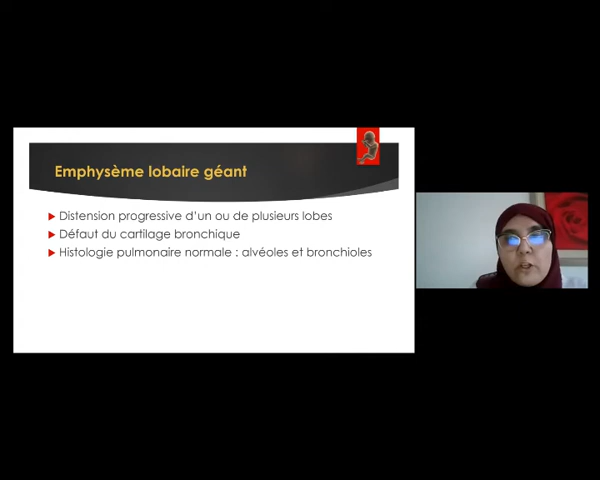 Emphysème lobaire géant
Distension progressive d'un ou de plusieurs lobes
Défaut du cartilage bronchique
Histologie pulmonaire normale : alvéoles et bronchioles